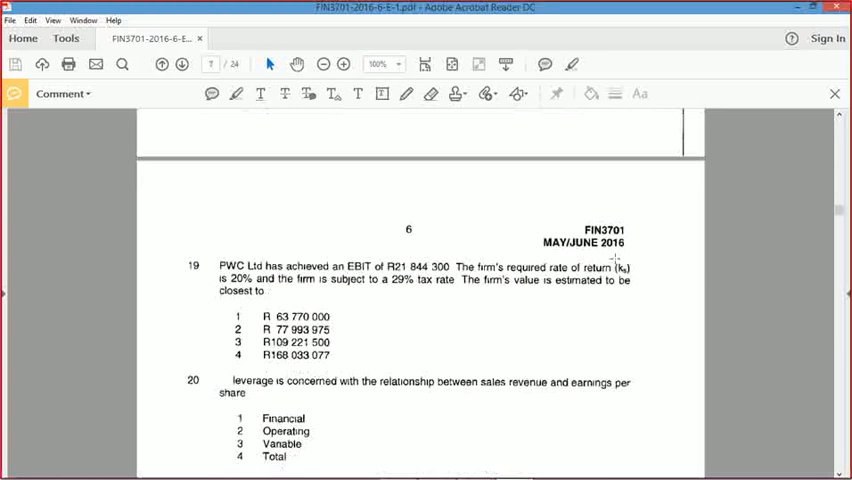 FIN3701-2016-6-E-1.pdf - Adobe Acrobat Reader DC
File Edit View Window Help
Home Tools FIN3701-2016-6-E... × Sign In
7 / 24 100%
Comment
6 FIN3701
MAY/JUNE 2016
19 PWC Ltd has achieved an EBIT of R21 844 300 The firm's required rate of return (ks)
is 20% and the firm is subject to a 29% tax rate The firm's value is estimated to be
closest to
1 R 63 770 000
2 R 77 993 975
3 R109 221 500
4 R168 033 077
20 leverage is concerned with the relationship between sales revenue and earnings per
share
1 Financial
2 Operating
3 Variable
4 Total